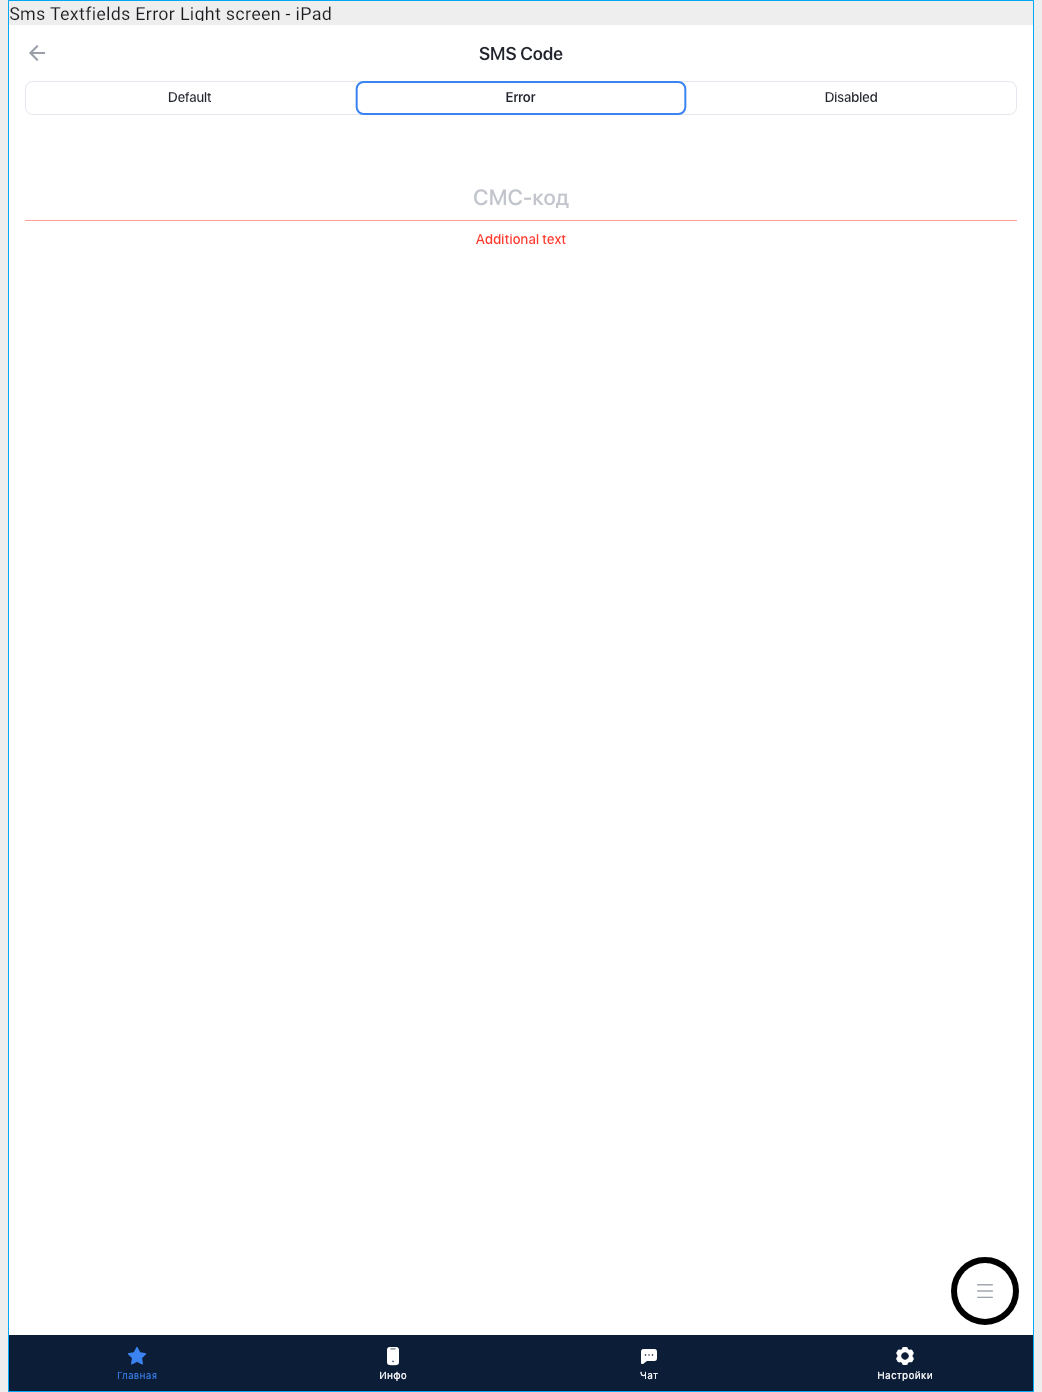 Sms Textfields Error Light screen - iPad
SMS Code
Default
Error
Disabled
СМС-код
Additional text
Главная
Инфо
Чат
Настройки